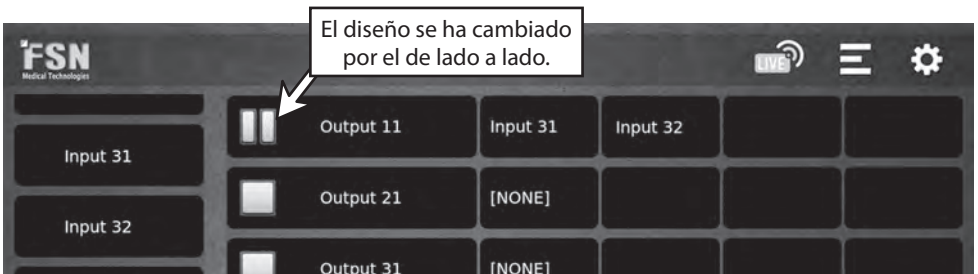 El diseño se ha cambiado
por el de lado a lado.
FSN
Medical Technologies
LIVE
Input 31
Input 32
Output 11
Input 31
Input 32
Output 21
[NONE]
Output 31
[NONE]